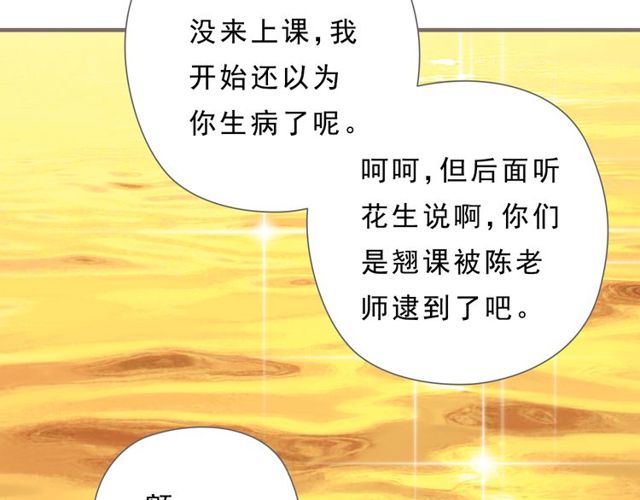 没来上课，我
开始还以为
你生病了呢。
呵呵，但后面听
花生说啊，你们
是翘课被陈老
师逮到了吧。